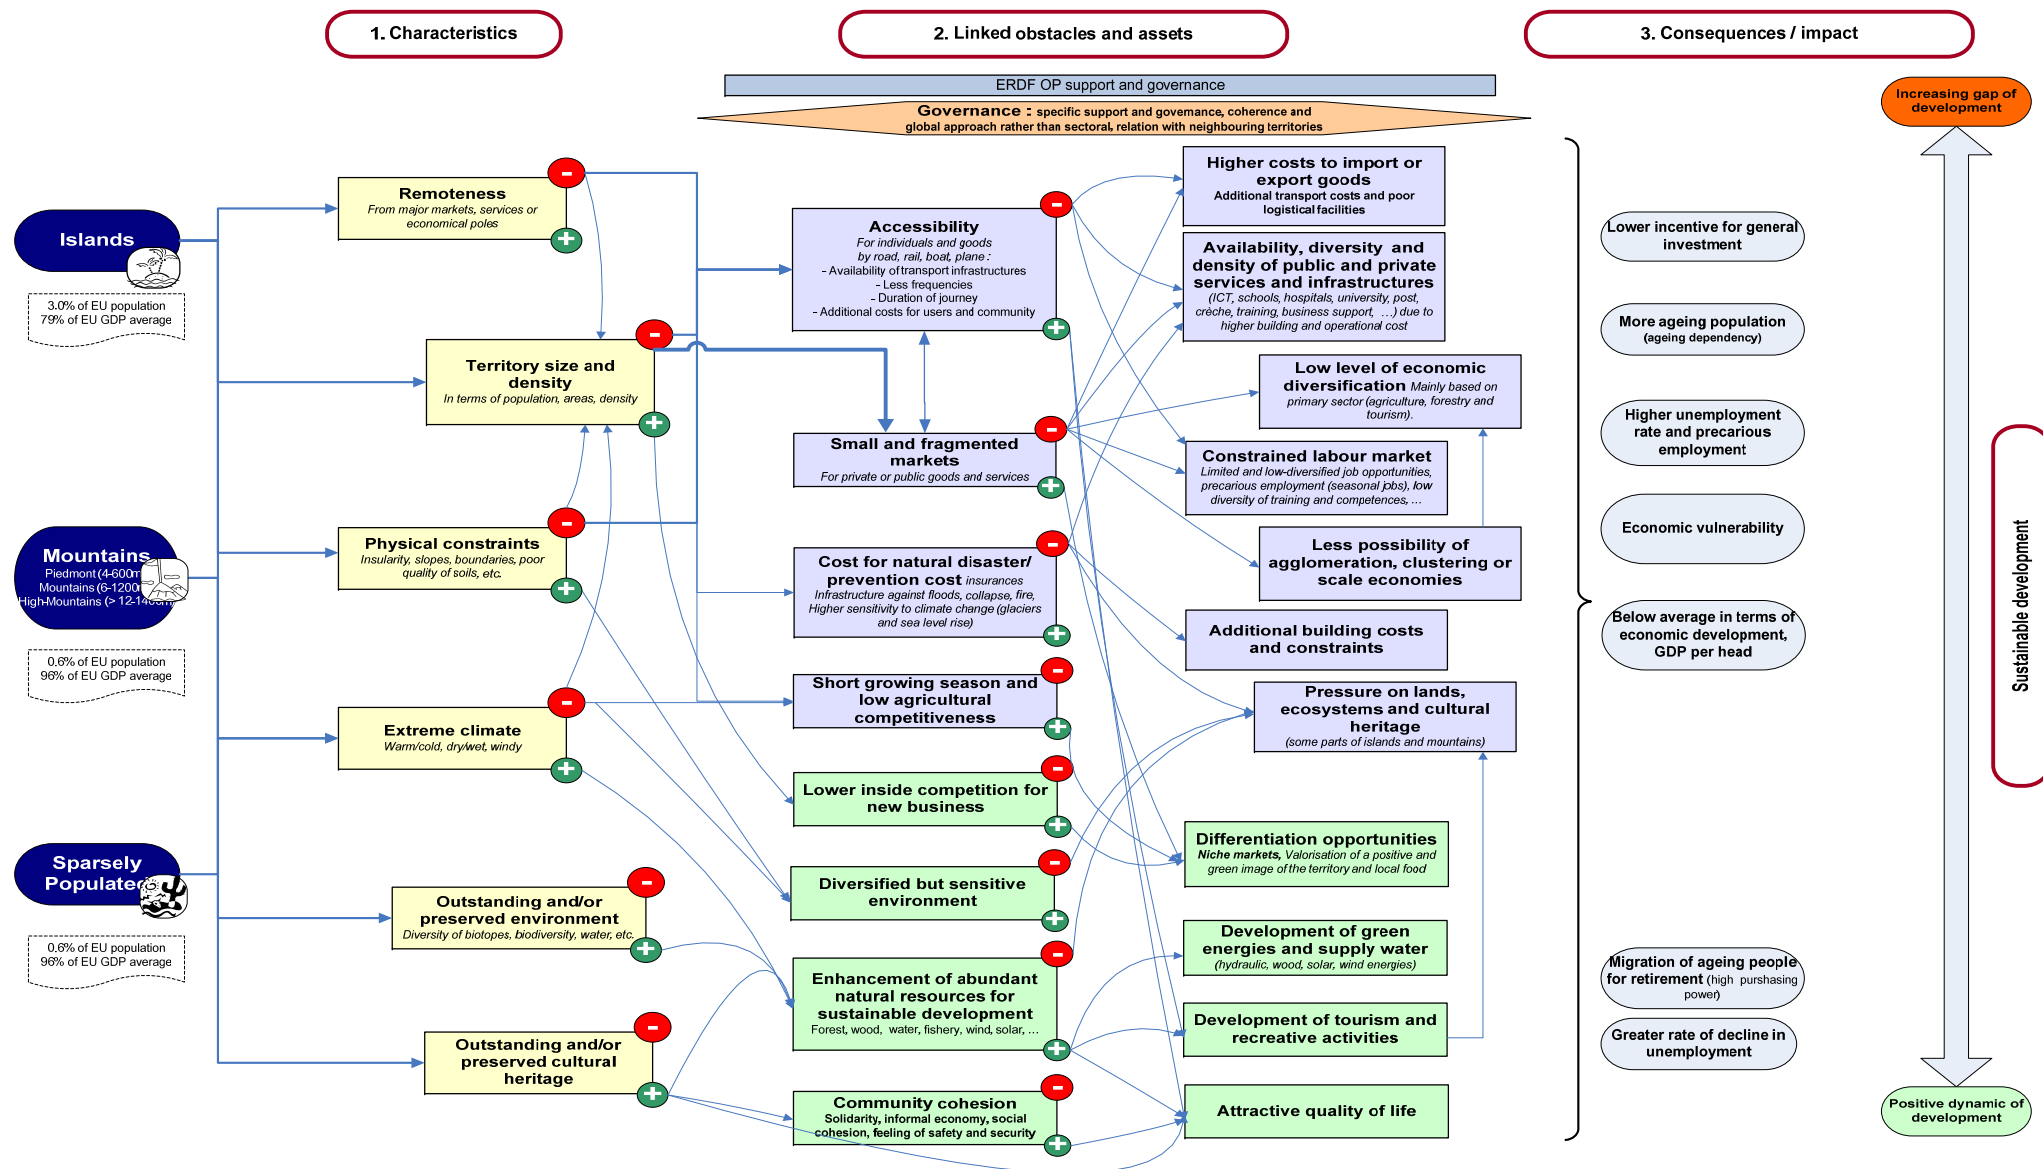 1. Characteristics
2. Linked obstacles and assets
3. Consequences / impact
ERDF OP support and governance
Governance : specific support and governance, coherence and
global approach rather than sectoral, relation with neighbouring territories
Islands
3.0% of EU population
79% of EU GDP average
Mountains
Piedmont (4-600m
Mountains (6-1200m
High-Mountains (> 12-1400m)
0.6% of EU population
96% of EU GDP average
Sparsely
Populated
0.6% of EU population
96% of EU GDP average
Remoteness
From major markets, services or
economical poles
-
+
Territory size and
density
In terms of population, areas, density
-
+
Physical constraints
Insularity, slopes, boundaries, poor
quality of soils, etc.
-
+
Extreme climate
Warm/cold, dry/wet, windy
-
+
Outstanding and/or
preserved environment
Diversity of biotopes, biodiversity, water, etc.
-
+
Outstanding and/or
preserved cultural
heritage
-
+
Accessibility
For individuals and goods
by road, rail, boat, plane :
- Availability of transport infrastructures
- Less frequencies
- Duration of journey
- Additional costs for users and community
-
+
Small and fragmented
markets
For private or public goods and services
-
+
Cost for natural disaster/
prevention cost insurances
Infrastructure against floods, collapse, fire,
Higher sensitivity to climate change (glaciers
and sea level rise)
-
+
Short growing season and
low agricultural
competitiveness
-
+
Lower inside competition for
new business
-
+
Diversified but sensitive
environment
-
+
Enhancement of abundant
natural resources for
sustainable development
Forest, wood, water, fishery, wind, solar, ...
-
+
Community cohesion
Solidarity, informal economy, social
cohesion, feeling of safety and security
-
+
Higher costs to import or
export goods
Additional transport costs and poor
logistical facilities
Availability, diversity and
density of public and private
services and infrastructures
(ICT, schools, hospitals, university, post,
crèche, training, business support, ...) due to
higher building and operational cost
Low level of economic
diversification Mainly based on
primary sector (agriculture, forestry and
tourism).
Constrained labour market
Limited and low-diversified job opportunities,
precarious employment (seasonal jobs), low
diversity of training and competences, ...
Less possibility of
agglomeration, clustering or
scale economies
Additional building costs
and constraints
Pressure on lands,
ecosystems and cultural
heritage
(some parts of islands and mountains)
Differentiation opportunities
Niche markets, Valorisation of a positive and
green image of the territory and local food
Development of green
energies and supply water
(hydraulic, wood, solar, wind energies)
Development of tourism and
recreative activities
Attractive quality of life
Lower incentive for general
investment
More ageing population
(ageing dependency)
Higher unemployment
rate and precarious
employment
Economic vulnerability
Below average in terms of
economic development,
GDP per head
Migration of ageing people
for retirement (high purshasing
power)
Greater rate of decline in
unemployment
Increasing gap of
development
Positive dynamic of
development
Sustainable development